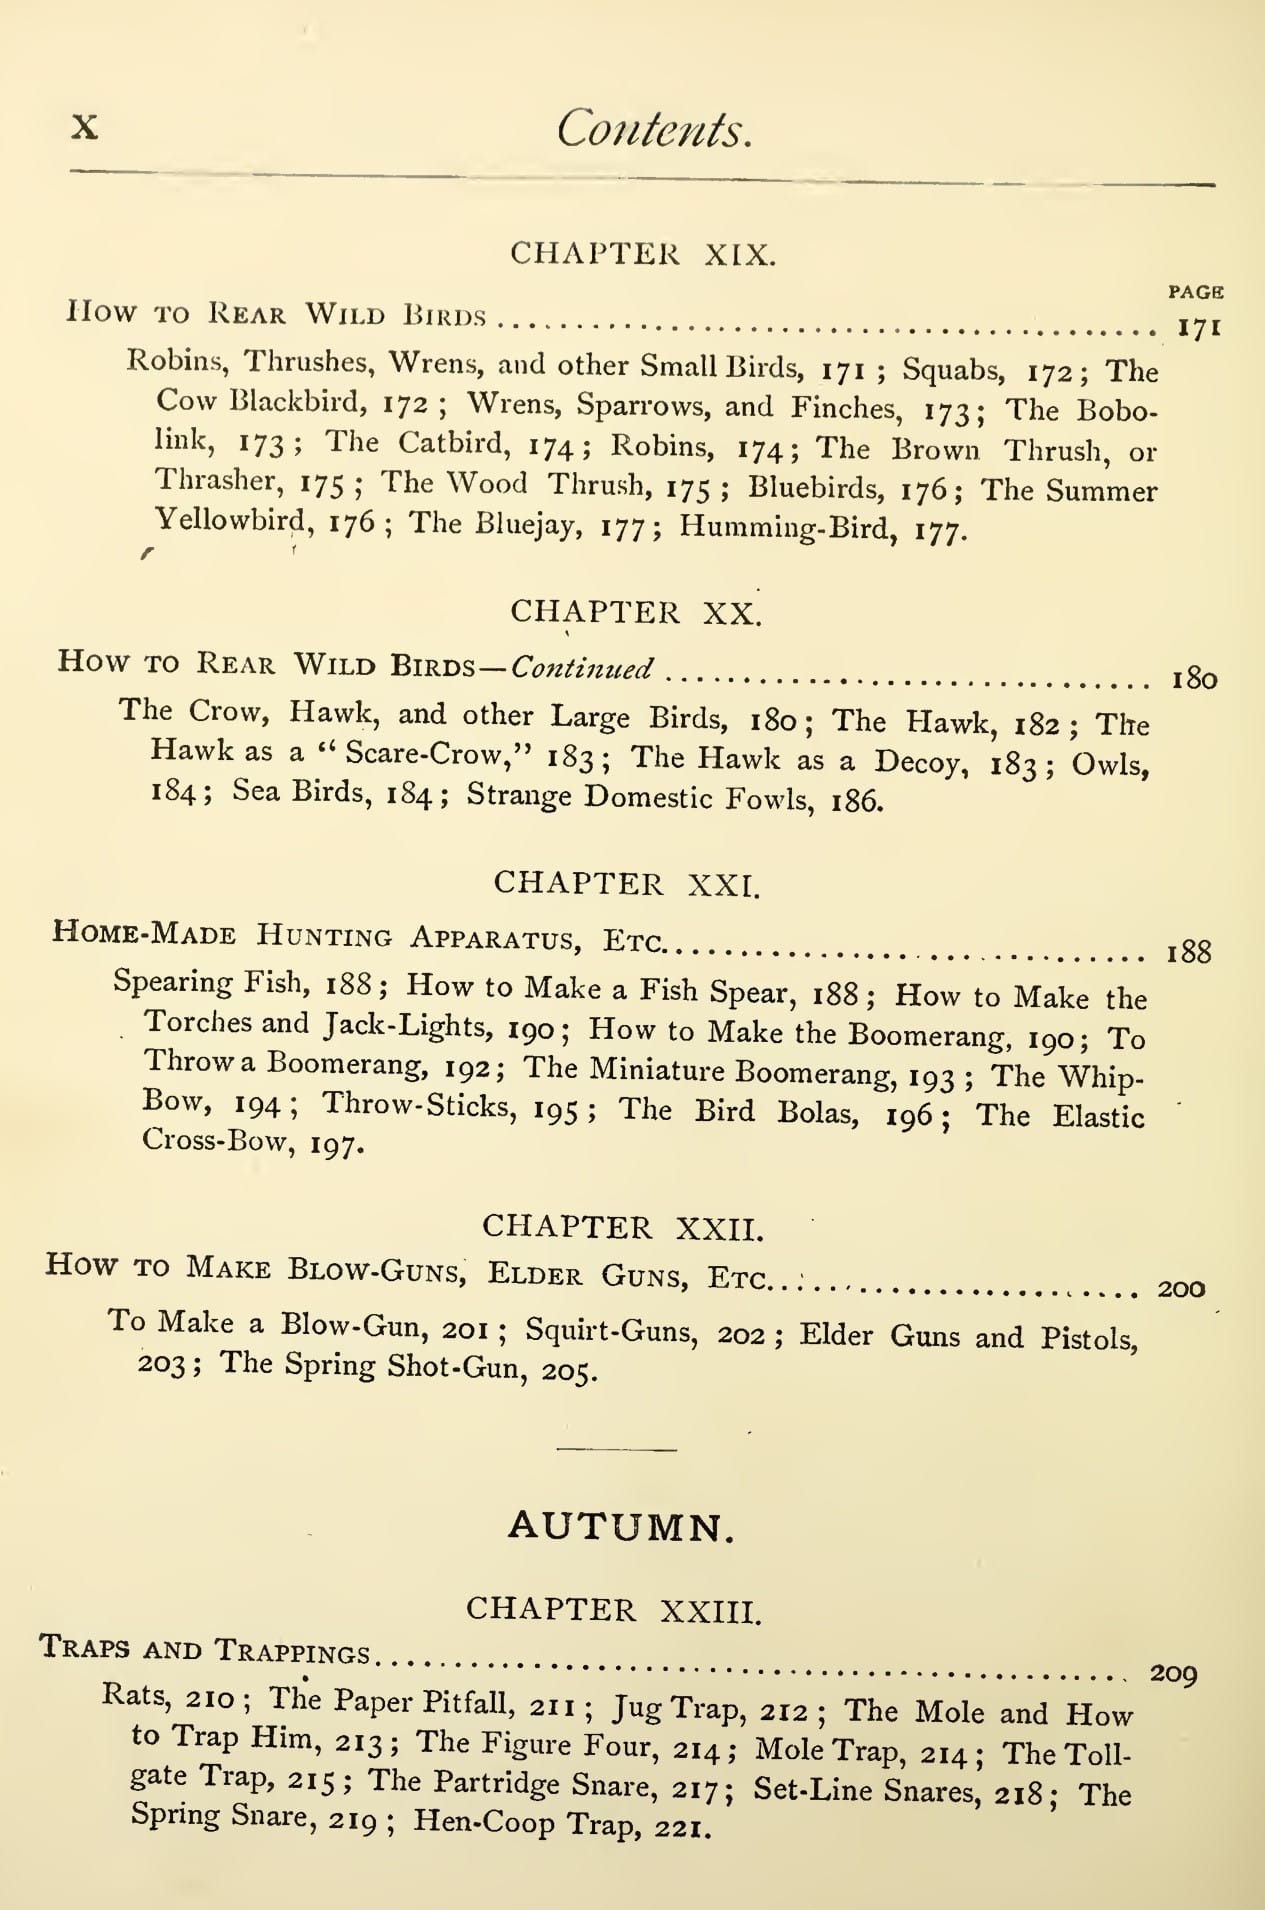 x Contents.
CHAPTER XIX.
PAGE
How to Rear Wild Birds ........................................ 171
Robins, Thrushes, Wrens, and other Small Birds, 171 ; Squabs, 172 ; The
Cow Blackbird, 172 ; Wrens, Sparrows, and Finches, 173 ; The Bobo-
link, 173 ; The Catbird, 174 ; Robins, 174 ; The Brown Thrush, or
Thrasher, 175 ; The Wood Thrush, 175 ; Bluebirds, 176 ; The Summer
Yellowbird, 176 ; The Bluejay, 177 ; Humming-Bird, 177.
CHAPTER XX.
How to Rear Wild Birds—Continued .............................. 180
The Crow, Hawk, and other Large Birds, 180 ; The Hawk, 182 ; The
Hawk as a “ Scare-Crow,” 183 ; The Hawk as a Decoy, 183 ; Owls,
184 ; Sea Birds, 184 ; Strange Domestic Fowls, 186.
CHAPTER XXI.
Home-Made Hunting Apparatus, Etc.............................. 188
Spearing Fish, 188 ; How to Make a Fish Spear, 188 ; How to Make the
Torches and Jack-Lights, 190 ; How to Make the Boomerang, 190 ; To
Throw a Boomerang, 192 ; The Miniature Boomerang, 193 ; The Whip-
Bow, 194 ; Throw-Sticks, 195 ; The Bird Bolas, 196 ; The Elastic
Cross-Bow, 197.
CHAPTER XXII.
How to Make Blow-Guns, Elder Guns, Etc........................ 200
To Make a Blow-Gun, 201 ; Squirt-Guns, 202 ; Elder Guns and Pistols,
203 ; The Spring Shot-Gun, 205.
AUTUMN.
CHAPTER XXIII.
Traps and Trappings............................................... 209
Rats, 210 ; The Paper Pitfall, 211 ; Jug Trap, 212 ; The Mole and How
to Trap Him, 213 ; The Figure Four, 214 ; Mole Trap, 214 ; The Toll-
gate Trap, 215 ; The Partridge Snare, 217 ; Set-Line Snares, 218 ; The
Spring Snare, 219 ; Hen-Coop Trap, 221.